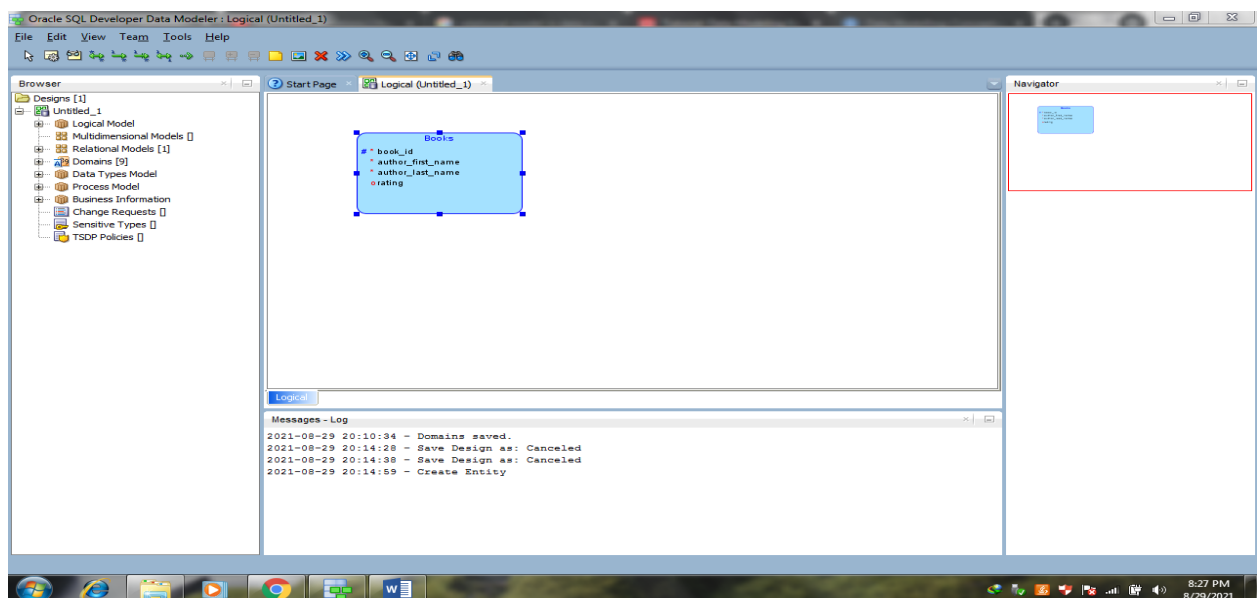 Oracle SQL Developer Data Modeler : Logical (Untitled_1)
File Edit View Team Tools Help
Browser
Designs [1]
Untitled_1
Logical Model
Multidimensional Models []
Relational Models [1]
Domains [9]
Data Types Model
Process Model
Business Information
Change Requests []
Sensitive Types []
TSDP Policies []
Start Page
Logical (Untitled_1)
Books
# * book_id
* author_first_name
* author_last_name
o rating
Logical
Messages - Log
2021-08-29 20:10:34 - Domains saved.
2021-08-29 20:14:28 - Save Design as: Canceled
2021-08-29 20:14:38 - Save Design as: Canceled
2021-08-29 20:14:59 - Create Entity
Navigator
8:27 PM
8/29/2021